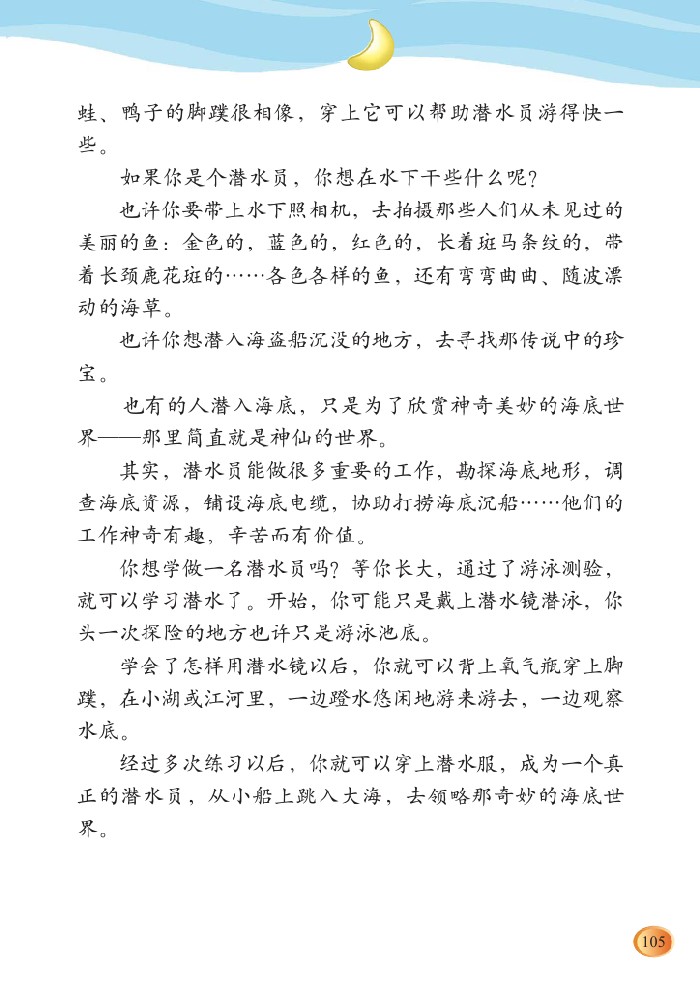 蛙、鸭子的脚蹼很相像，穿上它可以帮助潜水员游得快一
些。
如果你是个潜水员，你想在水下干些什么呢？
也许你要带上水下照相机，去拍摄那些人们从未见过的
美丽的鱼：金色的，蓝色的，红色的，长着斑马条纹的，带
着长颈鹿花斑的……各色各样的鱼，还有弯弯曲曲、随波漂
动的海草。
也许你想潜入海盗船沉没的地方，去寻找那传说中的珍
宝。
也有的人潜入海底，只是为了欣赏神奇美妙的海底世
界——那里简直就是神仙的世界。
其实，潜水员能做很多重要的工作，勘探海底地形，调
查海底资源，铺设海底电缆，协助打捞海底沉船……他们的
工作神奇有趣，辛苦而有价值。
你想学做一名潜水员吗？等你长大，通过了游泳测验，
就可以学习潜水了。开始，你可能只是戴上潜水镜潜泳，你
头一次探险的地方也许只是游泳池底。
学会了怎样用潜水镜以后，你就可以背上氧气瓶穿上脚
蹼，在小湖或江河里，一边蹬水悠闲地游来游去，一边观察
水底。
经过多次练习以后，你就可以穿上潜水服，成为一个真
正的潜水员，从小船上跳入大海，去领略那奇妙的海底世
界。
105